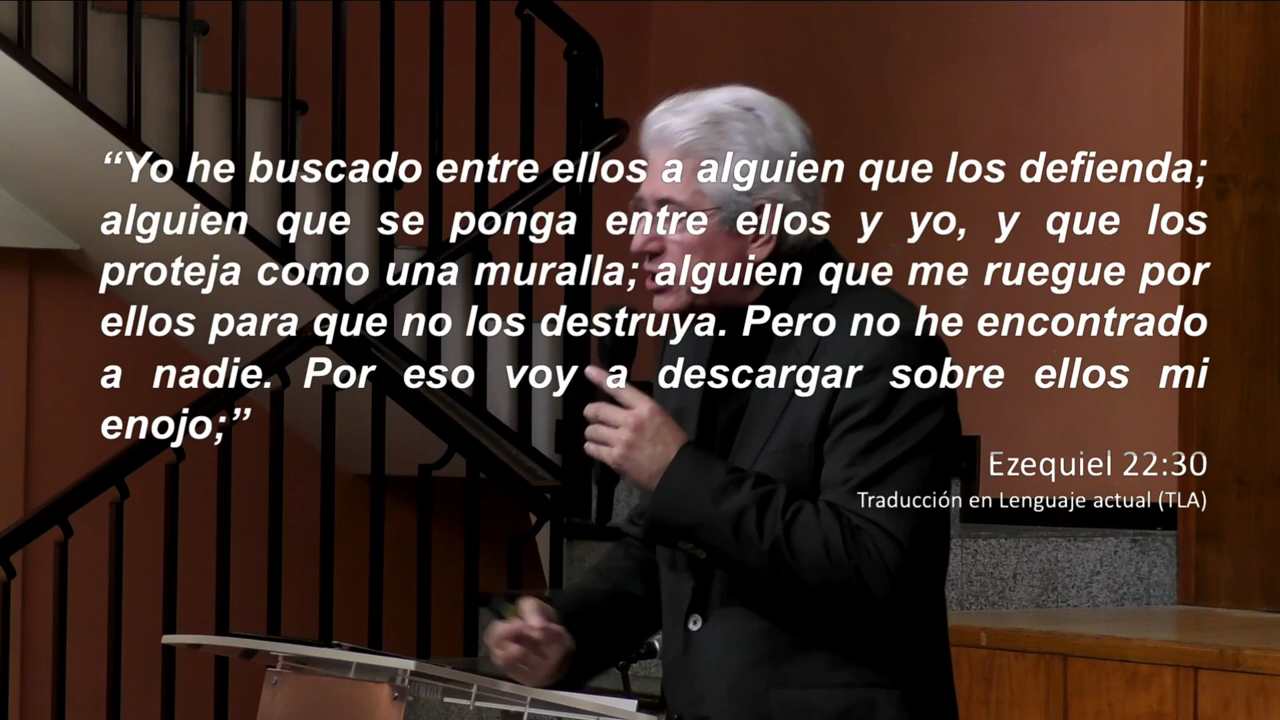 “Yo he buscado entre ellos a alguien que los defienda;
alguien que se ponga entre ellos y yo, y que los
proteja como una muralla; alguien que me ruegue por
ellos para que no los destruya. Pero no he encontrado
a nadie. Por eso voy a descargar sobre ellos mi
enojo;”
Ezequiel 22:30
Traducción en Lenguaje actual (TLA)